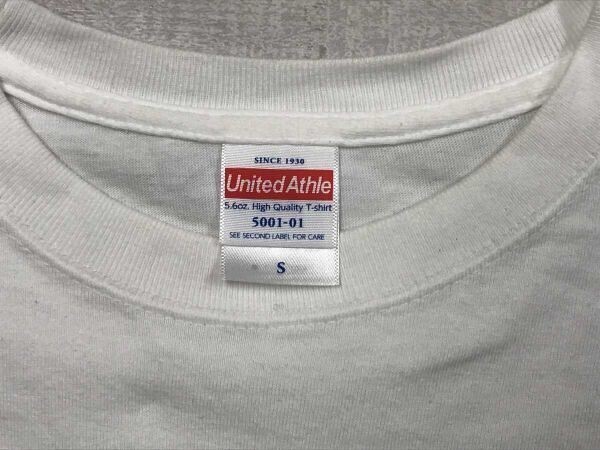 SINCE 1930
United Athle
5.6oz. High Quality T-shirt
5001-01
SEE SECOND LABEL FOR CARE
S